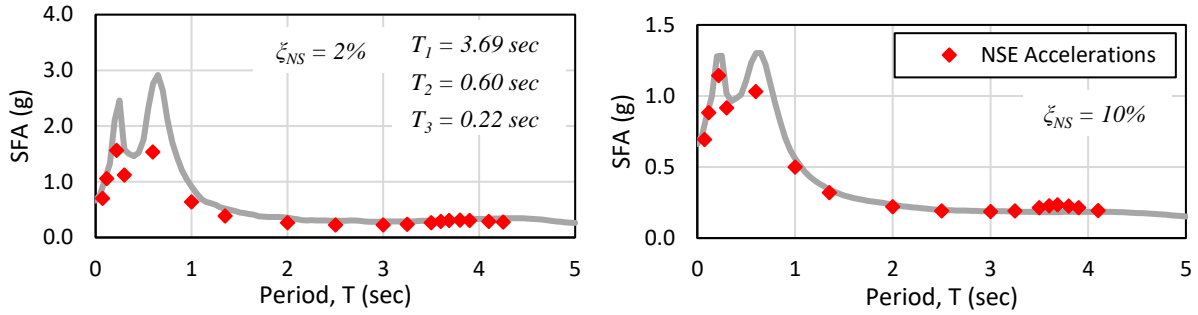 4.0
3.0
2.0
1.0
0.0
SFA (g)
ξNS = 2%
T1 = 3.69 sec
T2 = 0.60 sec
T3 = 0.22 sec
0 1 2 3 4 5
Period, T (sec)
1.5
1.0
0.5
0.0
SFA (g)
NSE Accelerations
ξNS = 10%
0 1 2 3 4 5
Period, T (sec)